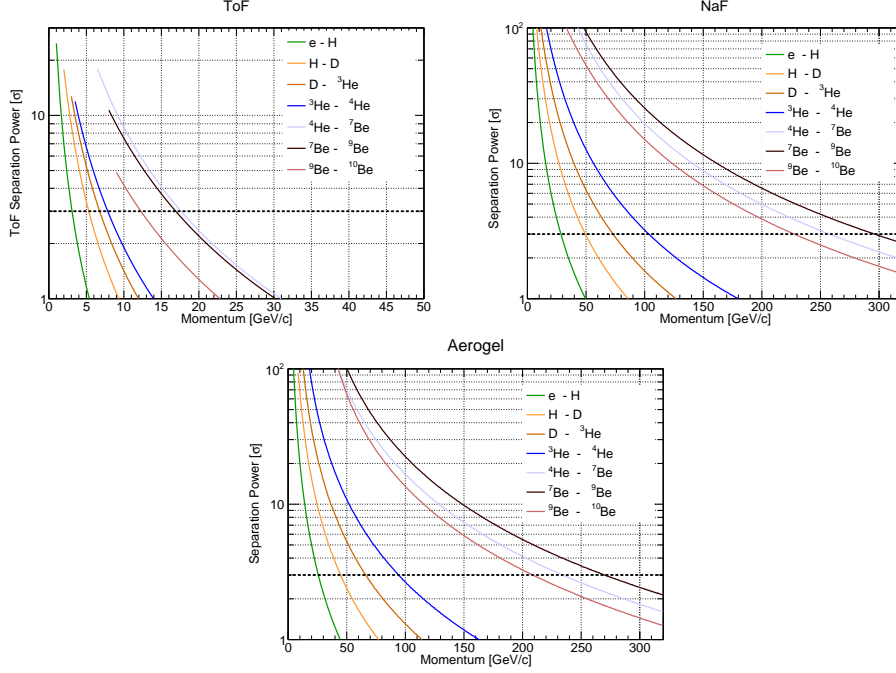 ToF
ToF Separation Power [σ]
10
1
e - H
H - D
D - ³He
³He - ⁴He
⁴He - ⁷Be
⁷Be - ⁹Be
⁹Be - ¹⁰Be
0 5 10 15 20 25 30 35 40 45 50
Momentum [GeV/c]
NaF
Separation Power [σ]
10²
10
1
e - H
H - D
D - ³He
³He - ⁴He
⁴He - ⁷Be
⁷Be - ⁹Be
⁹Be - ¹⁰Be
0 50 100 150 200 250 300
Momentum [GeV/c]
Aerogel
Separation Power [σ]
10²
10
1
e - H
H - D
D - ³He
³He - ⁴He
⁴He - ⁷Be
⁷Be - ⁹Be
⁹Be - ¹⁰Be
0 50 100 150 200 250 300
Momentum [GeV/c]